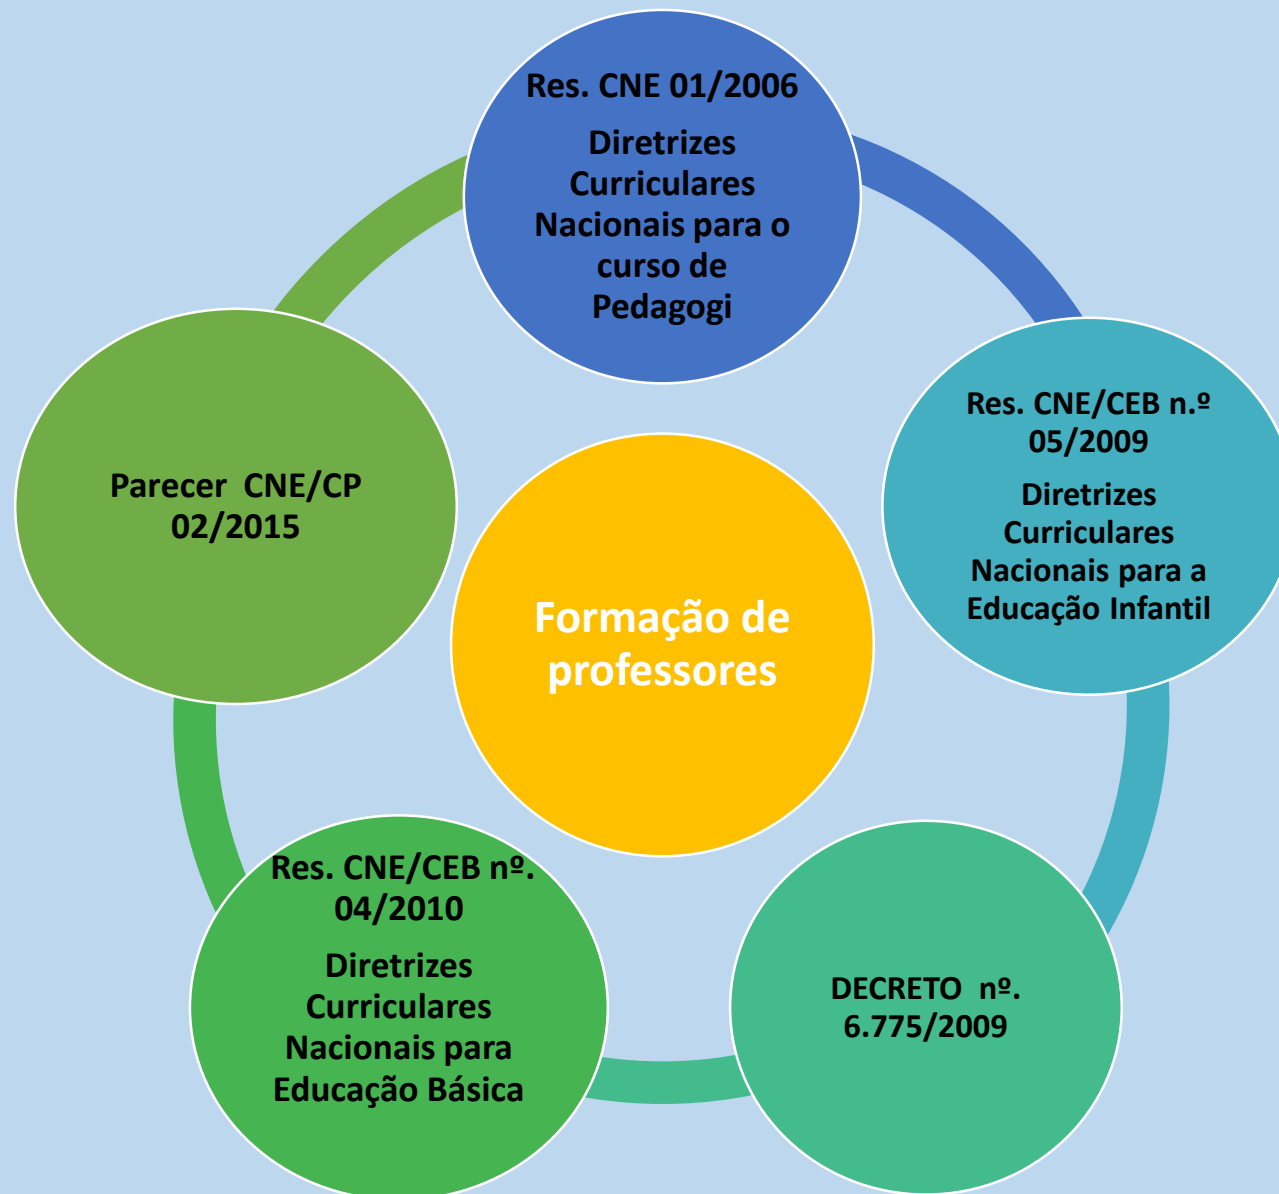 Res. CNE 01/2006
Diretrizes
Curriculares
Nacionais para o
curso de
Pedagogi
Res. CNE/CEB n.º
05/2009
Diretrizes
Curriculares
Nacionais para a
Educação Infantil
DECRETO nº.
6.775/2009
Res. CNE/CEB nº.
04/2010
Diretrizes
Curriculares
Nacionais para
Educação Básica
Parecer CNE/CP
02/2015
Formação de
professores